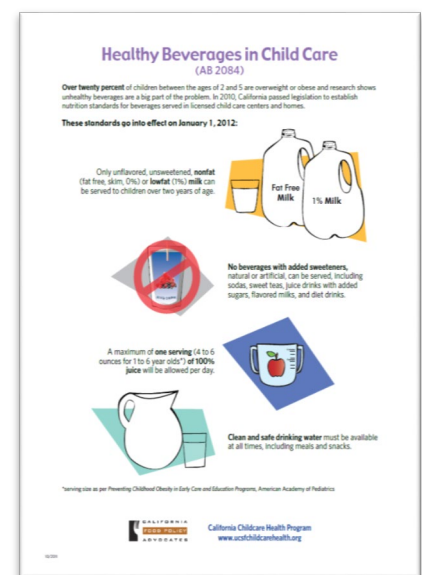 Healthy Beverages in Child Care
(AB 2084)
Over twenty percent of children between the ages of 2 and 5 are overweight or obese and research shows
unhealthy beverages are a big part of the problem. In 2010, California passed legislation to establish
nutrition standards for beverages served in licensed child care centers and homes.
These standards go into effect on January 1, 2012:
Only unflavored, unsweetened, nonfat
(fat free, skim, 0%) or lowfat (1%) milk can
be served to children over two years of age.
Fat Free
Milk
1% Milk
No beverages with added sweeteners,
natural or artificial, can be served, including
sodas, sweet teas, juice drinks with added
sugars, flavored milks, and diet drinks.
A maximum of one serving (4 to 6
ounces for 1 to 6 year olds*) of 100%
juice will be allowed per day.
Clean and safe drinking water must be available
at all times, including meals and snacks.
*serving size as per Preventing Childhood Obesity in Early Care and Education Programs, American Academy of Pediatrics
CALIFORNIA
FOOD POLICY
ADVOCATES
California Childcare Health Program
www.ucsfchildcarehealth.org